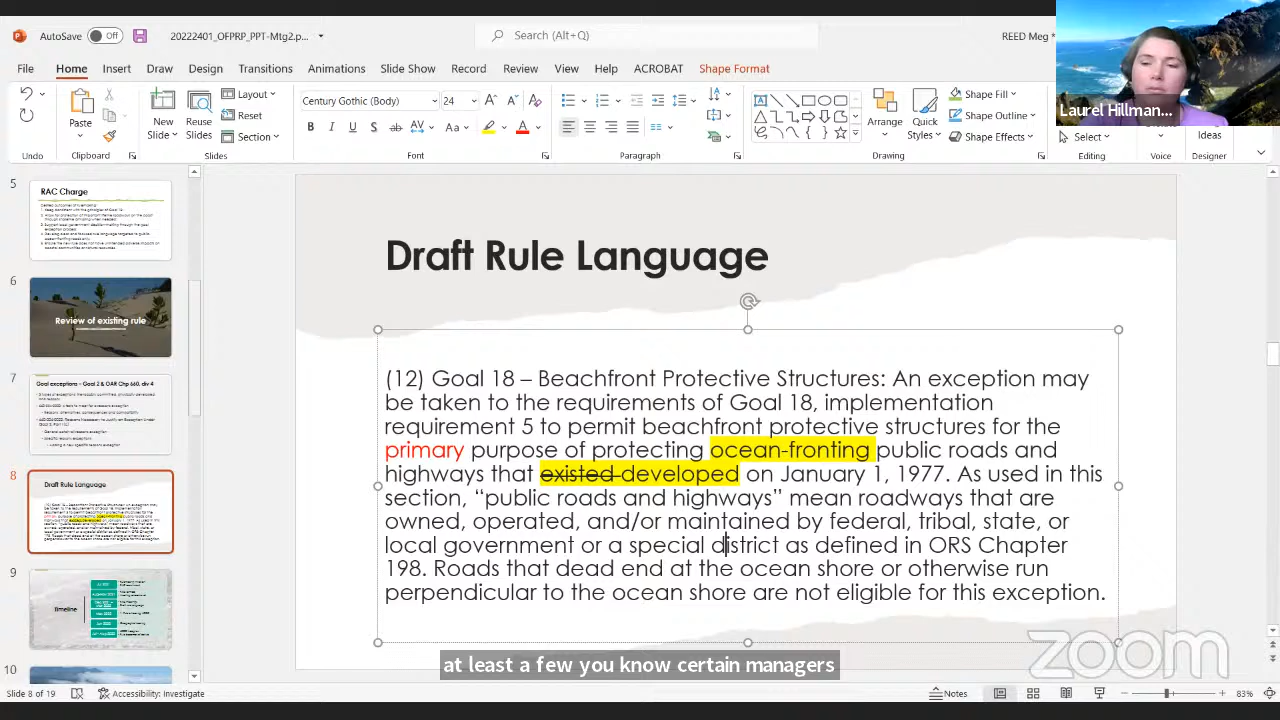 AutoSave Off 20222401_OFPRP_PPT-Mtg2.p... Search (Alt+Q) REED Meg
File Home Insert Draw Design Transitions Animations Slide Show Record Review View Help ACROBAT Shape Format
Laurel Hillman...
Paste
New Slide
Reuse Slides
Layout
Reset
Section
Century Gothic (Body) 24
Arrange
Quick Styles
Shape Fill
Shape Outline
Shape Effects
Select
Ideas
Undo Clipboard Slides Font Paragraph Drawing Editing Voice Designer
5
RAC Charge
6
Review of existing rule
7
Goal exceptions – Goal 2 & OAR Chp 660, div 4
8
Draft Rule Language
9
Timeline
10
Draft Rule Language
(12) Goal 18 – Beachfront Protective Structures: An exception may
be taken to the requirements of Goal 18, implementation
requirement 5 to permit beachfront protective structures for the
primary purpose of protecting ocean-fronting public roads and
highways that existed developed on January 1, 1977. As used in this
section, “public roads and highways” mean roadways that are
owned, operated, and/or maintained by federal, tribal, state, or
local government or a special district as defined in ORS Chapter
198. Roads that dead end at the ocean shore or otherwise run
perpendicular to the ocean shore are not eligible for this exception.
at least a few you know certain managers
zoom
Slide 8 of 19 Accessibility: Investigate Notes 83%